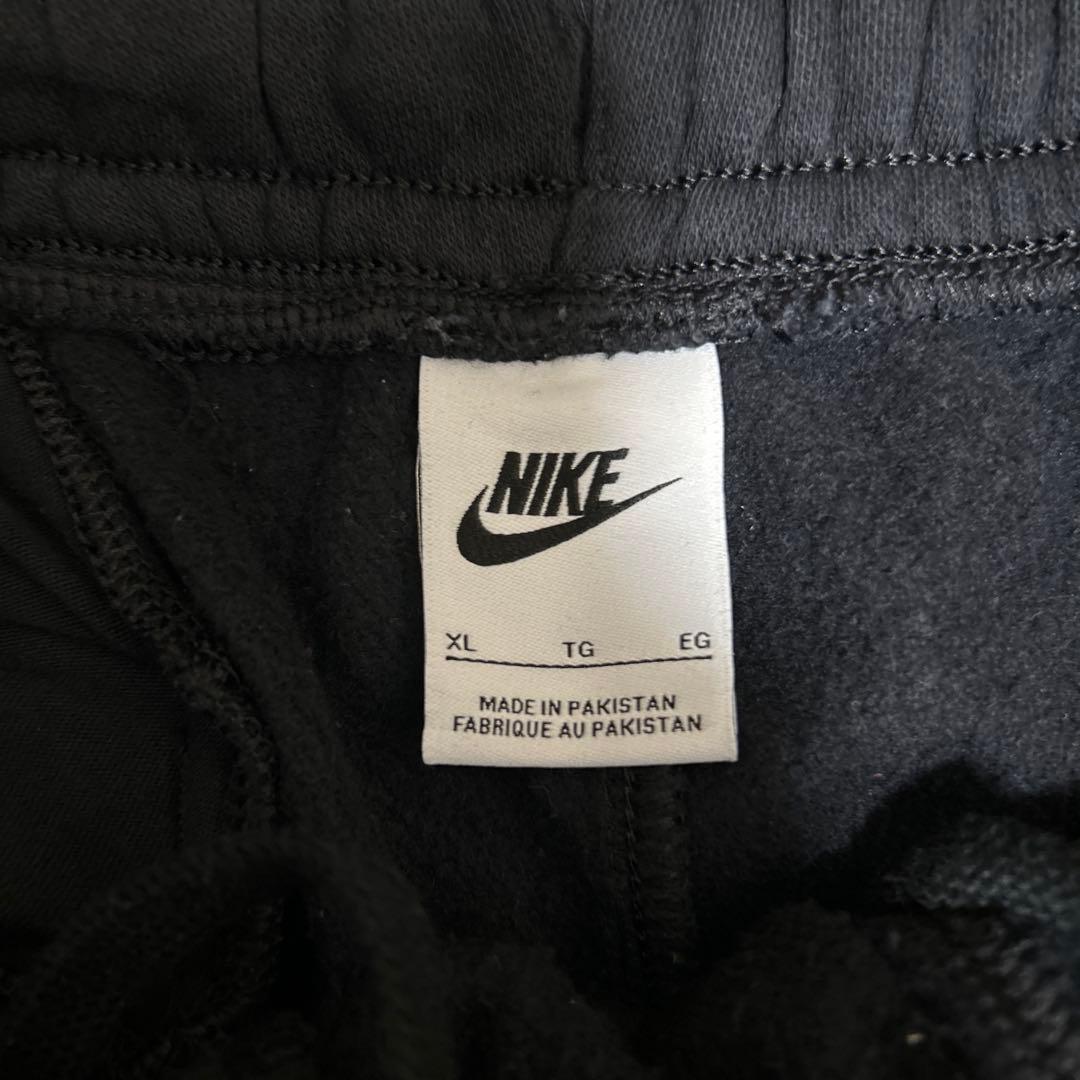 NIKE
XL TG EG
MADE IN PAKISTAN
FABRIQUE AU PAKISTAN